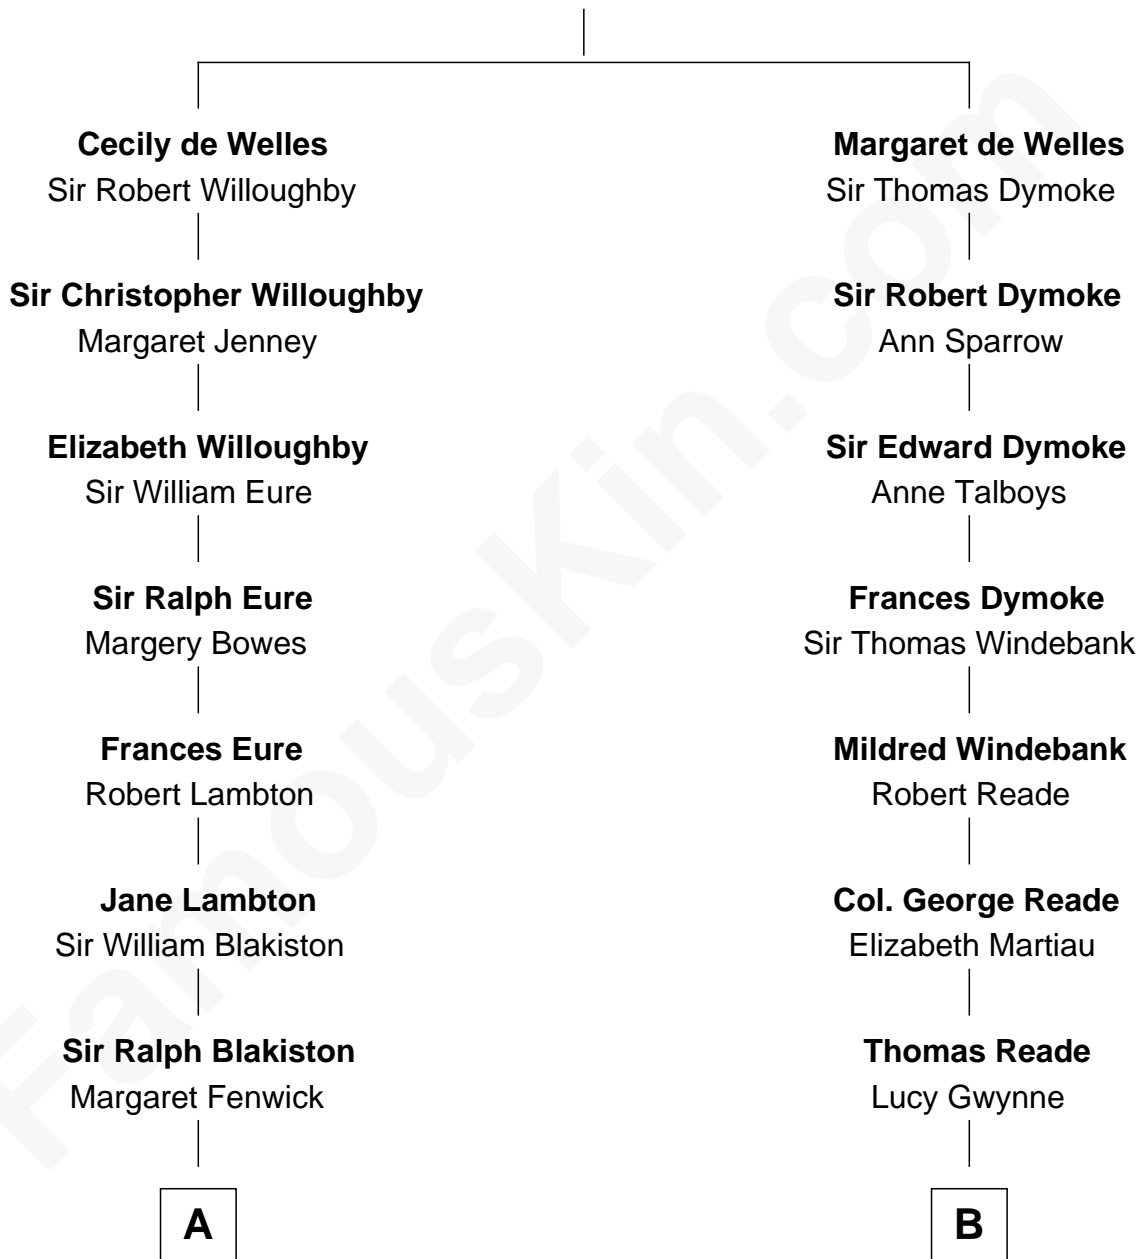 Cecily de Welles
Sir Robert Willoughby
Sir Christopher Willoughby
Margaret Jenney
Elizabeth Willoughby
Sir William Eure
Sir Ralph Eure
Margery Bowes
Frances Eure
Robert Lambton
Jane Lambton
Sir William Blakiston
Sir Ralph Blakiston
Margaret Fenwick
A
Margaret de Welles
Sir Thomas Dymoke
Sir Robert Dymoke
Ann Sparrow
Sir Edward Dymoke
Anne Talboys
Frances Dymoke
Sir Thomas Windebank
Mildred Windebank
Robert Reade
Col. George Reade
Elizabeth Martiau
Thomas Reade
Lucy Gwynne
B
FamousKin.com